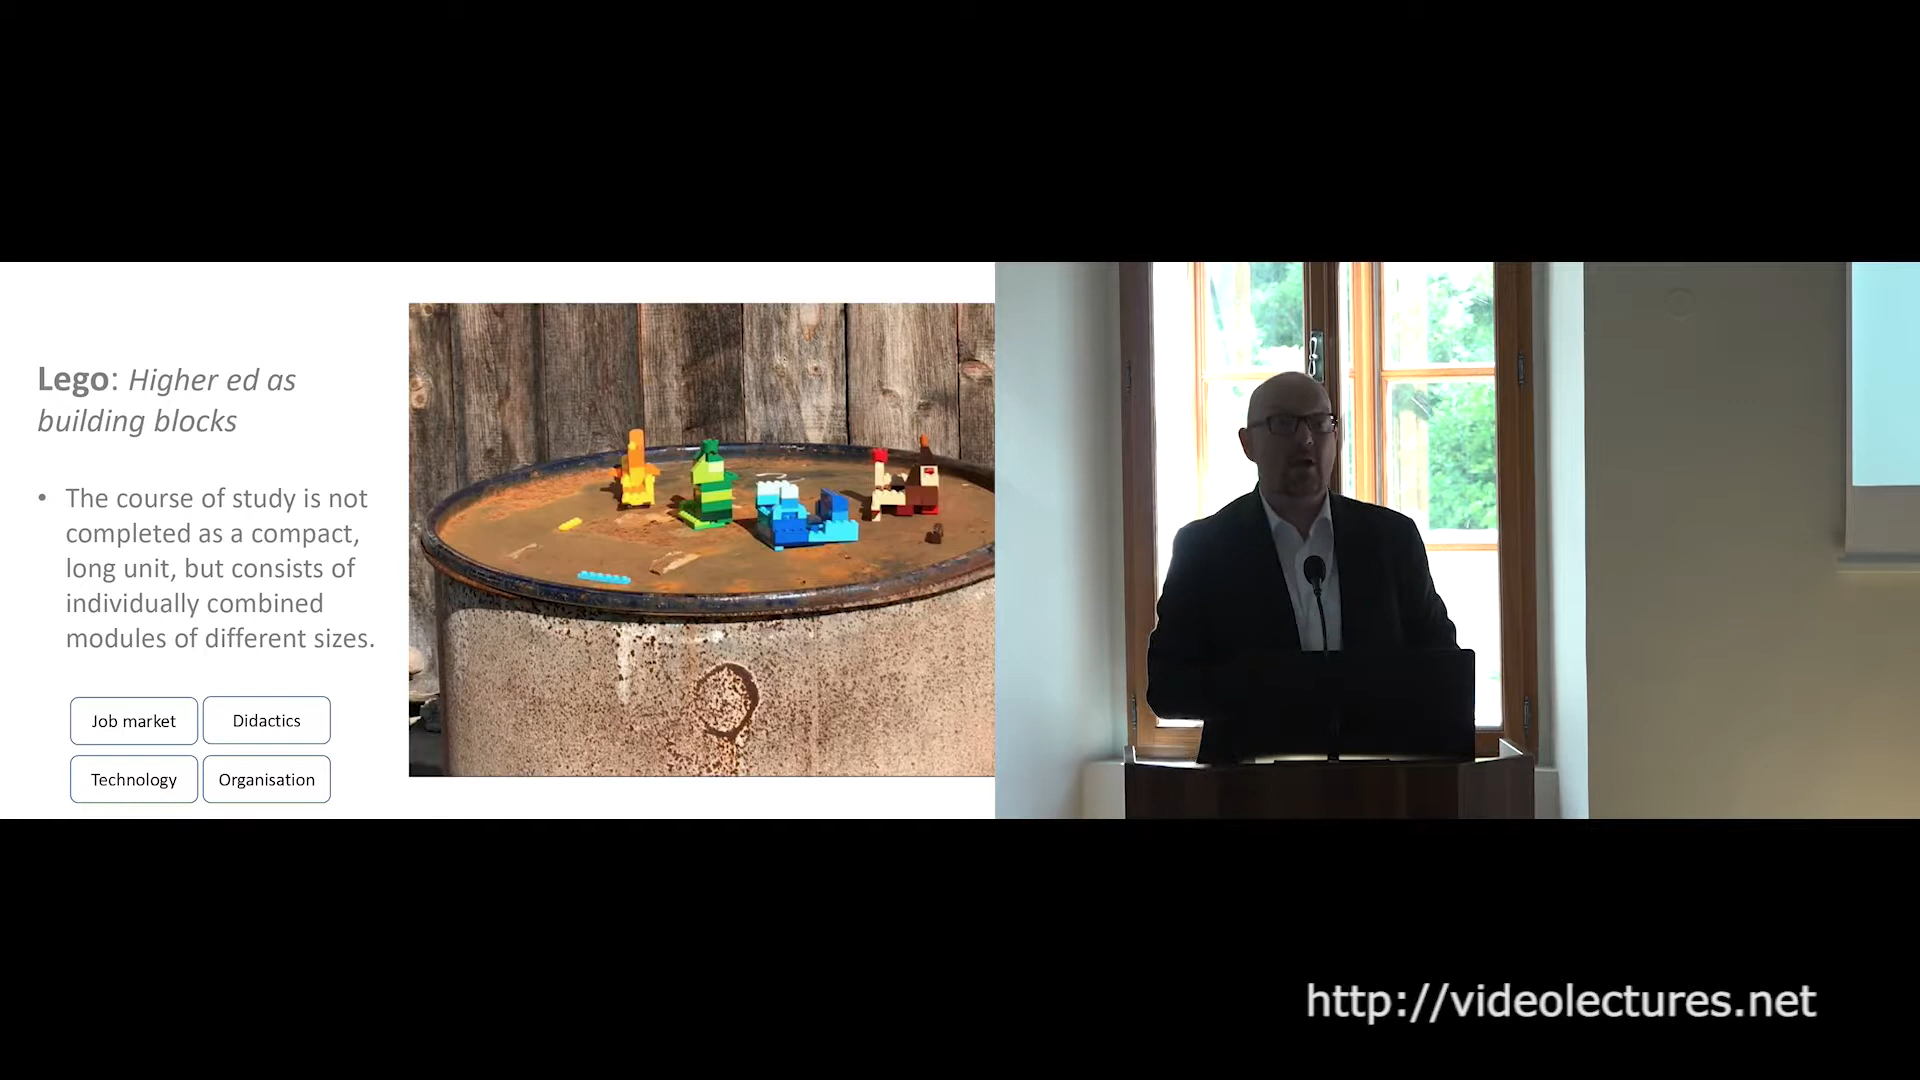 Lego: Higher ed as
building blocks
• The course of study is not
completed as a compact,
long unit, but consists of
individually combined
modules of different sizes.
Job market
Didactics
Technology
Organisation
http://videolectures.net